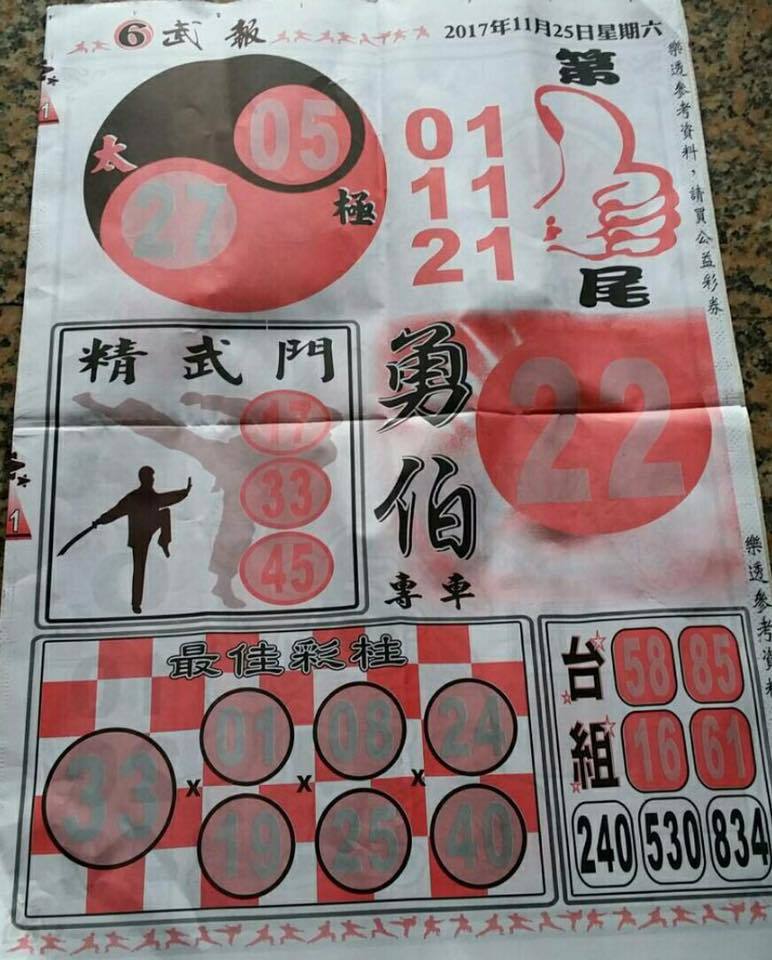 6 武報
2017年11月25日星期六
太極
05
27
第尾
01
11
21
樂透參考資料，請買公益彩券
精武門
17
33
45
勇伯
專車
22
1
1
最佳彩柱
33 x 01 x 08 x 24
19 25 40
台組
58 85
16 61
240 530 834
樂透參考資